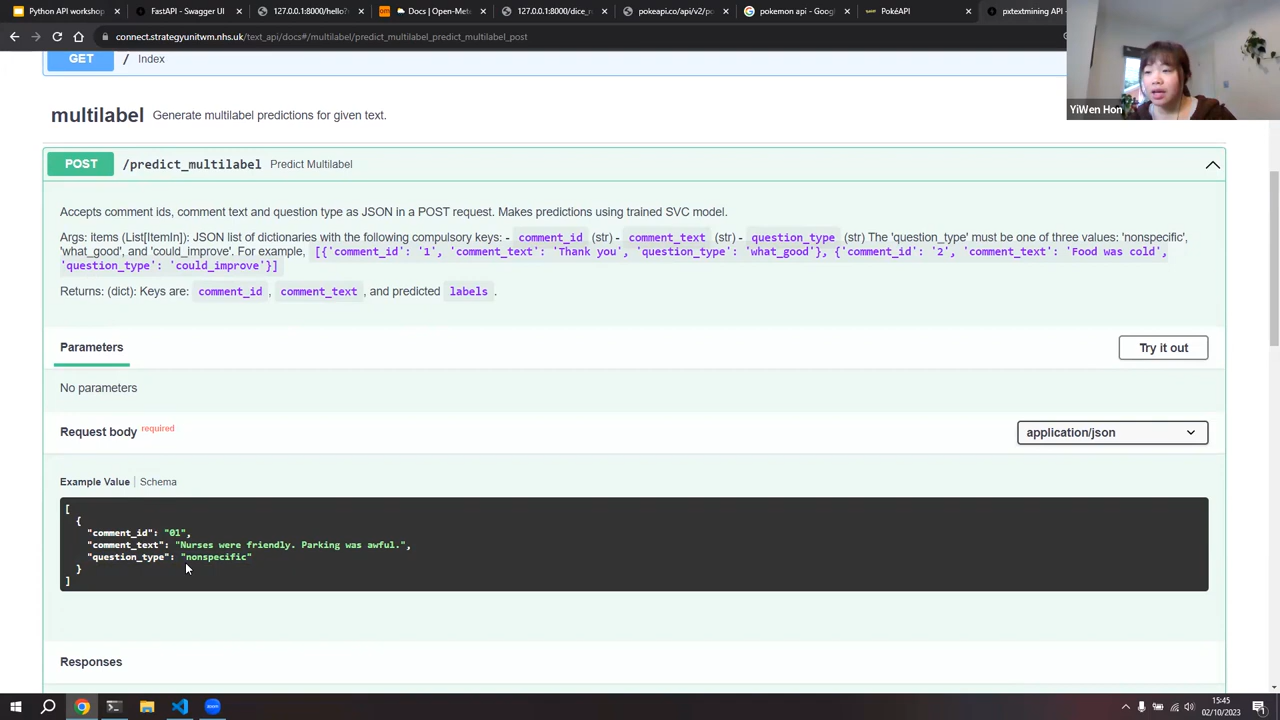 Python API workshop
FastAPI - Swagger UI
127.0.0.1:8000/hello?
Docs | Open-Met
127.0.0.1:8000/dice_r
pokeapi.co/api/v2/po
pokemon api - Googl
PokéAPI
pxtextmining API -
connect.strategyunitwm.nhs.uk/text_api/docs#/multilabel/predict_multilabel_predict_multilabel_post
GET / Index
YiWen Hon
multilabel Generate multilabel predictions for given text.
POST /predict_multilabel Predict Multilabel
Accepts comment ids, comment text and question type as JSON in a POST request. Makes predictions using trained SVC model.
Args: items (List[ItemIn]): JSON list of dictionaries with the following compulsory keys: - comment_id (str) - comment_text (str) - question_type (str) The 'question_type' must be one of three values: 'nonspecific',
'what_good', and 'could_improve'. For example, [{'comment_id': '1', 'comment_text': 'Thank you', 'question_type': 'what_good'}, {'comment_id': '2', 'comment_text': 'Food was cold',
'question_type': 'could_improve'}]
Returns: (dict): Keys are: comment_id, comment_text, and predicted labels.
Parameters
Try it out
No parameters
Request body required
application/json
Example Value | Schema
[
{
"comment_id": "01",
"comment_text": "Nurses were friendly. Parking was awful.",
"question_type": "nonspecific"
}
]
Responses
15:45
02/10/2023